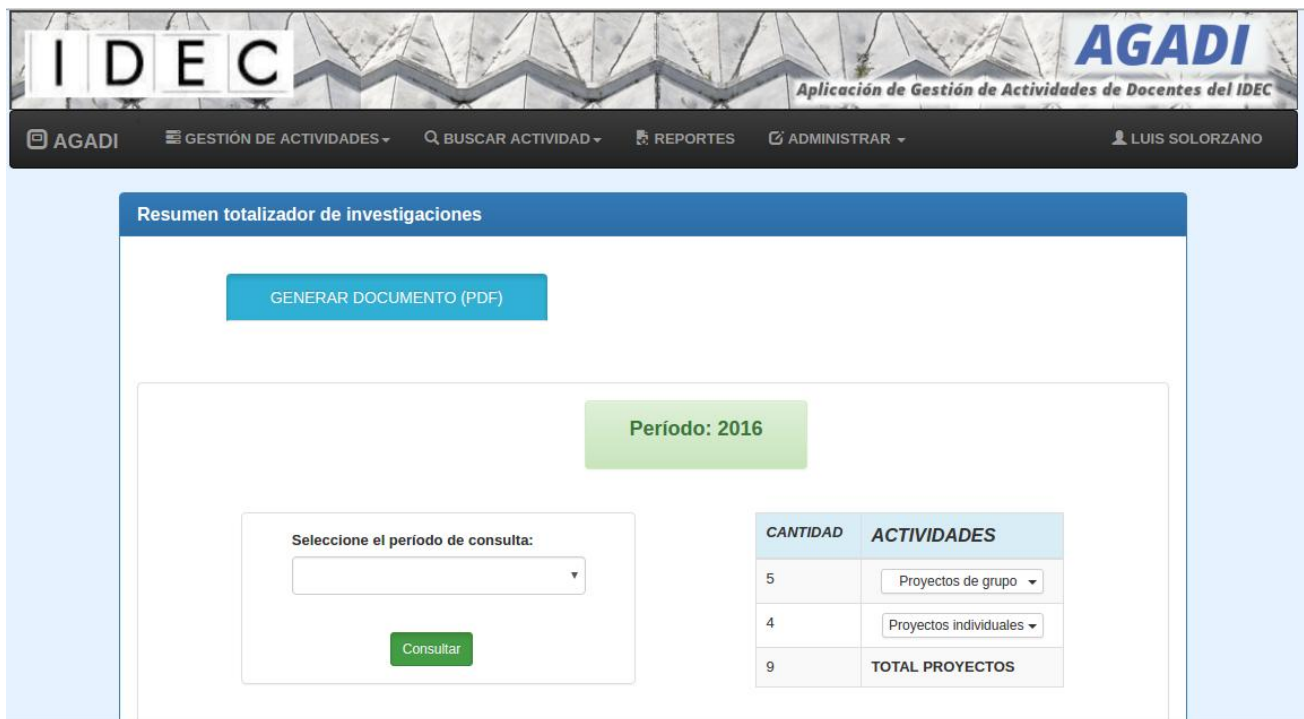 IDEC
AGADI
Aplicación de Gestión de Actividades de Docentes del IDEC
AGADI GESTIÓN DE ACTIVIDADES BUSCAR ACTIVIDAD REPORTES ADMINISTRAR LUIS SOLORZANO
Resumen totalizador de investigaciones
GENERAR DOCUMENTO (PDF)
Período: 2016
Seleccione el período de consulta:
Consultar
CANTIDAD ACTIVIDADES
5 Proyectos de grupo
4 Proyectos individuales
9 TOTAL PROYECTOS